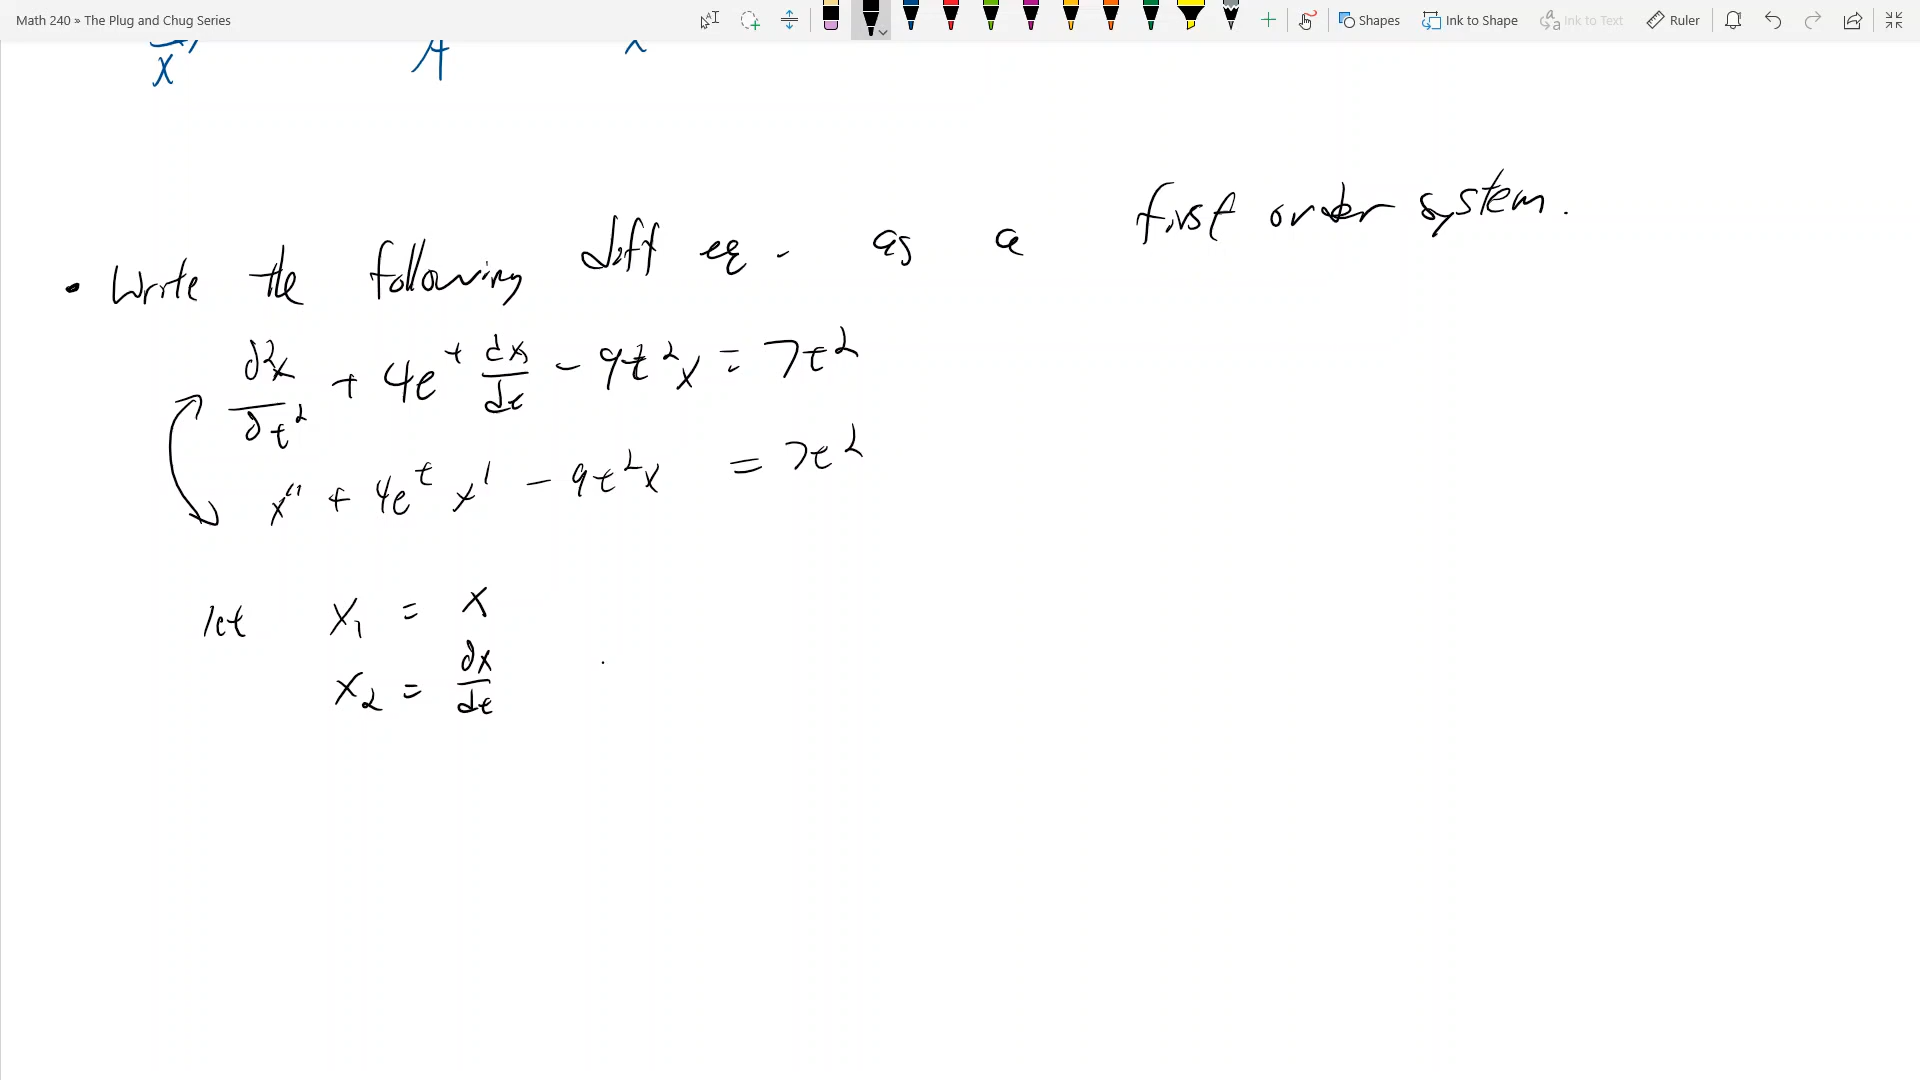 Math 240 » The Plug and Chug Series
Shapes Ink to Shape Ink to Text Ruler
x A x
• Write the following diff eq. as a first order system.
d²x/dt² + 4e^t dx/dt - 9t²x = 7t²
x'' + 4e^t x' - 9t²x = 7t²
let x₁ = x
x₂ = dx/dt